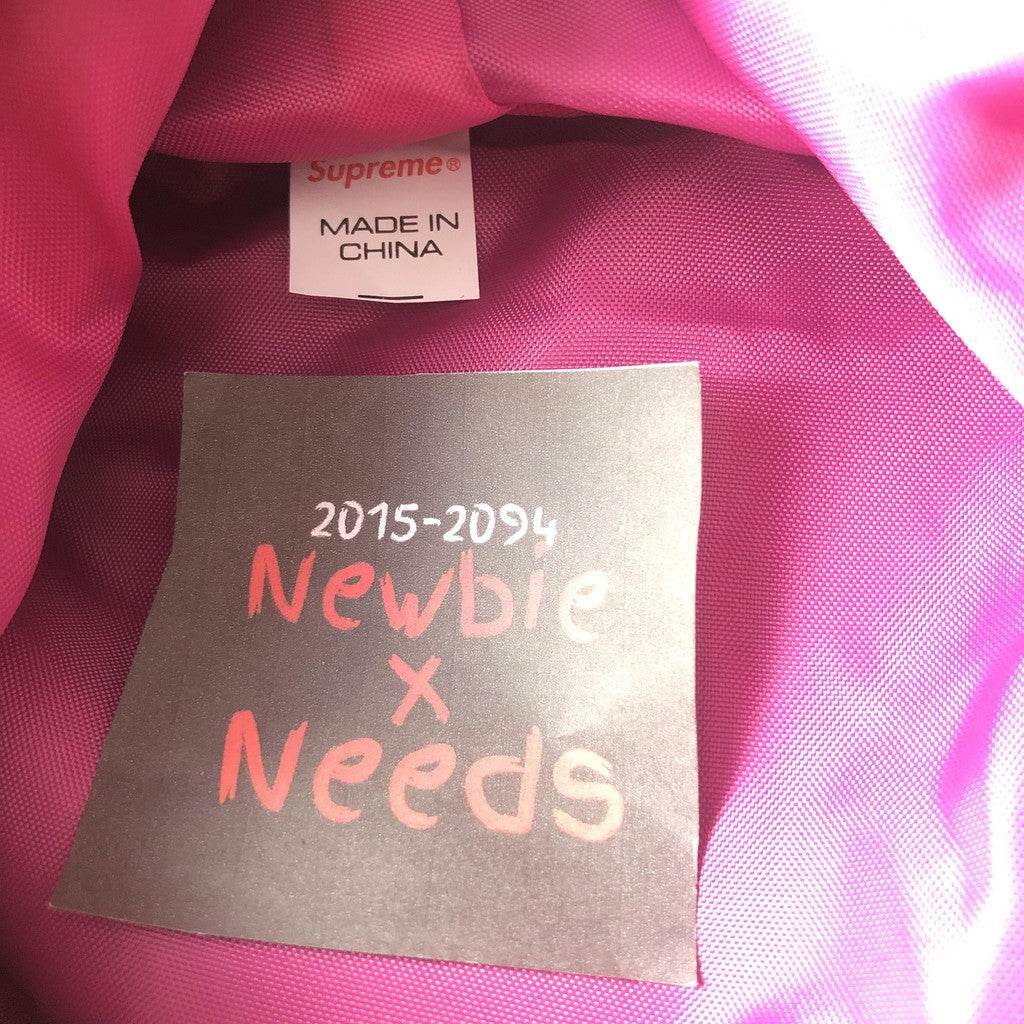 Supreme®
MADE IN
CHINA
2015-2094
Newbie
x
Needs